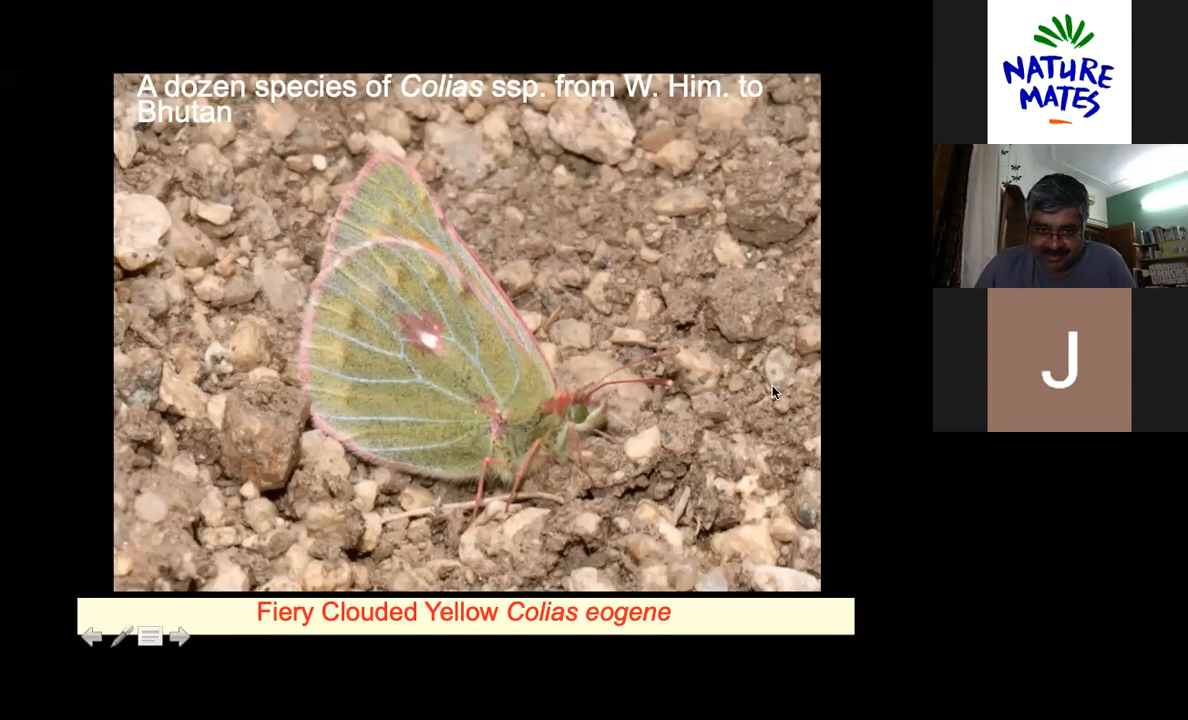 A dozen species of Colias ssp. from W. Him. to
Bhutan
Fiery Clouded Yellow Colias eogene
NATURE
MATES
J